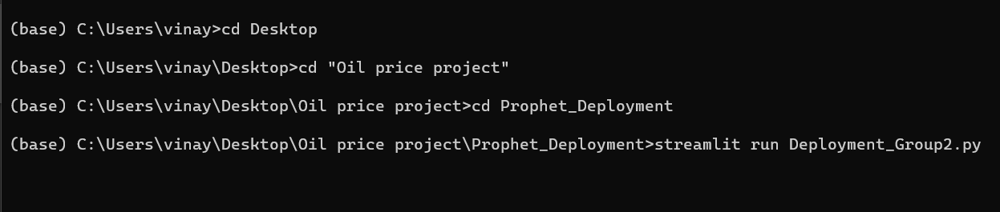 (base) C:\Users\vinay>cd Desktop
(base) C:\Users\vinay\Desktop>cd "Oil price project"
(base) C:\Users\vinay\Desktop\Oil price project>cd Prophet_Deployment
(base) C:\Users\vinay\Desktop\Oil price project\Prophet_Deployment>streamlit run Deployment_Group2.py